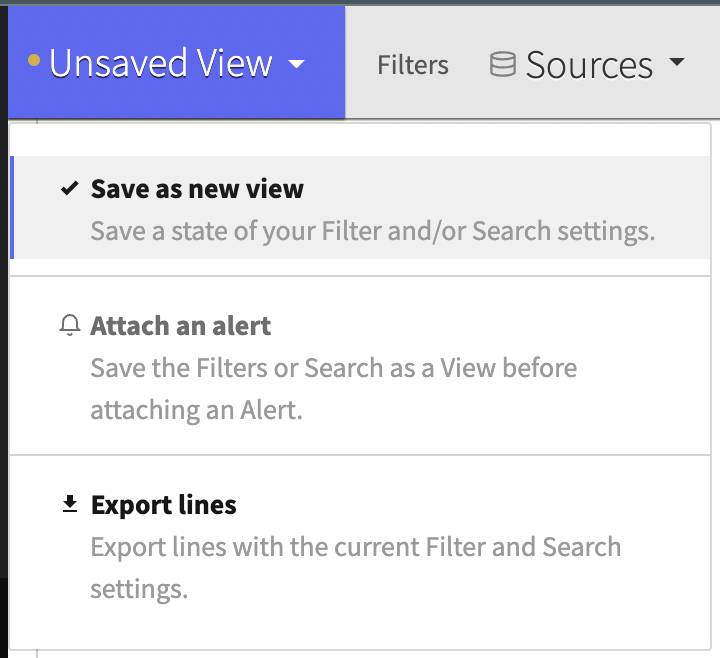 Unsaved View
Filters
Sources
Save as new view
Save a state of your Filter and/or Search settings.
Attach an alert
Save the Filters or Search as a View before
attaching an Alert.
Export lines
Export lines with the current Filter and Search
settings.